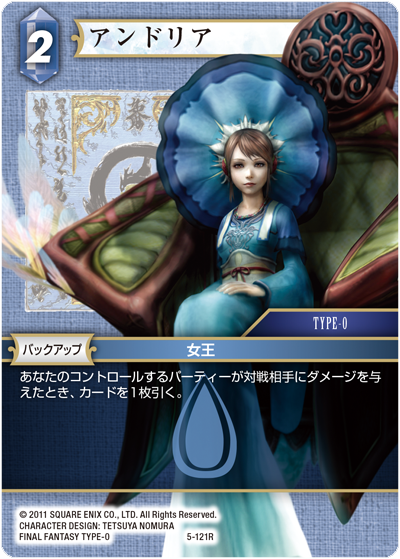 2
アンドリア
TYPE-0
バックアップ
女王
あなたのコントロールするパーティーが対戦相手にダメージを与
えたとき、カードを1枚引く。
© 2011 SQUARE ENIX CO., LTD. All Rights Reserved.
CHARACTER DESIGN: TETSUYA NOMURA
FINAL FANTASY TYPE-0
5-121R